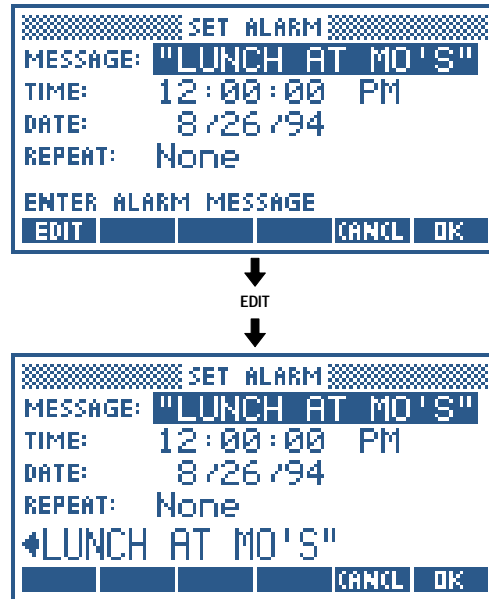 SET ALARM
MESSAGE: "LUNCH AT MO'S"
TIME: 12:00:00 PM
DATE: 8/26/94
REPEAT: None
ENTER ALARM MESSAGE
EDIT CANCL OK
EDIT
SET ALARM
MESSAGE: "LUNCH AT MO'S"
TIME: 12:00:00 PM
DATE: 8/26/94
REPEAT: None
LUNCH AT MO'S"
CANCL OK